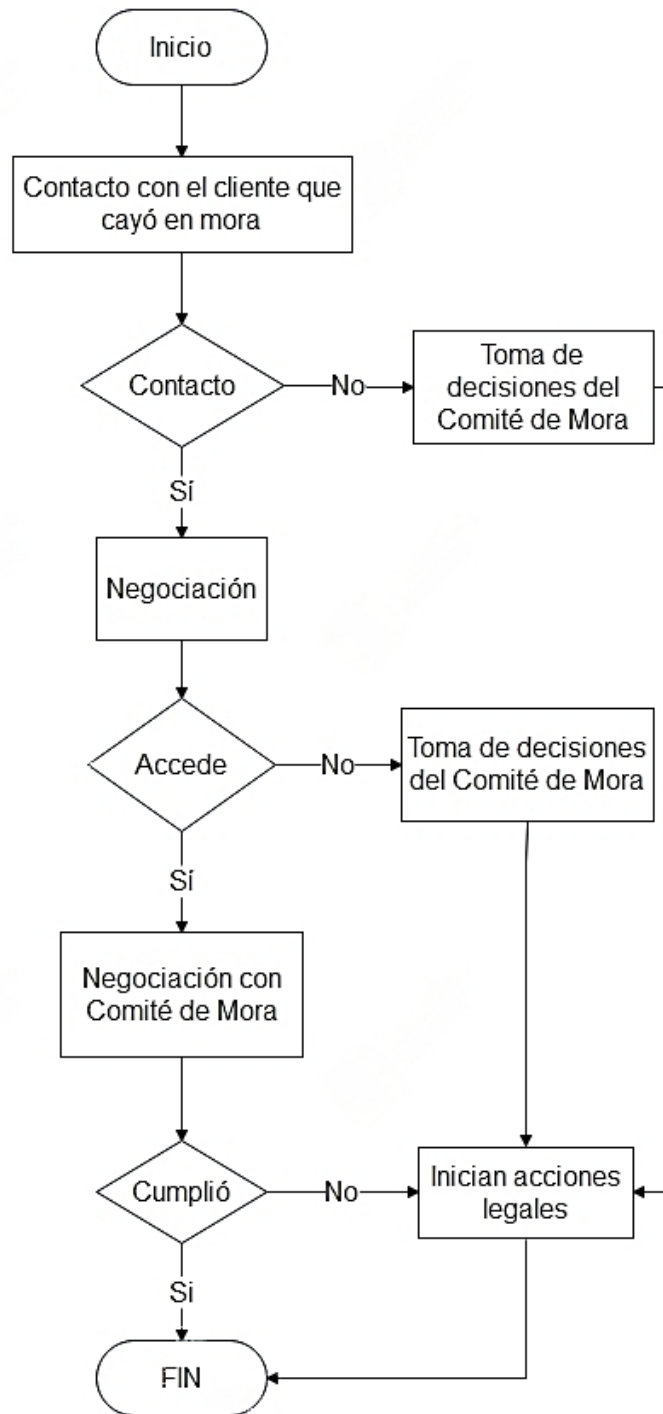 Inicio
Contacto con el cliente que
cayó en mora
Contacto
No
Toma de
decisiones del
Comité de Mora
Sí
Negociación
Accede
No
Toma de decisiones
del Comité de Mora
Sí
Negociación con
Comité de Mora
Cumplió
No
Inician acciones
legales
Si
FIN